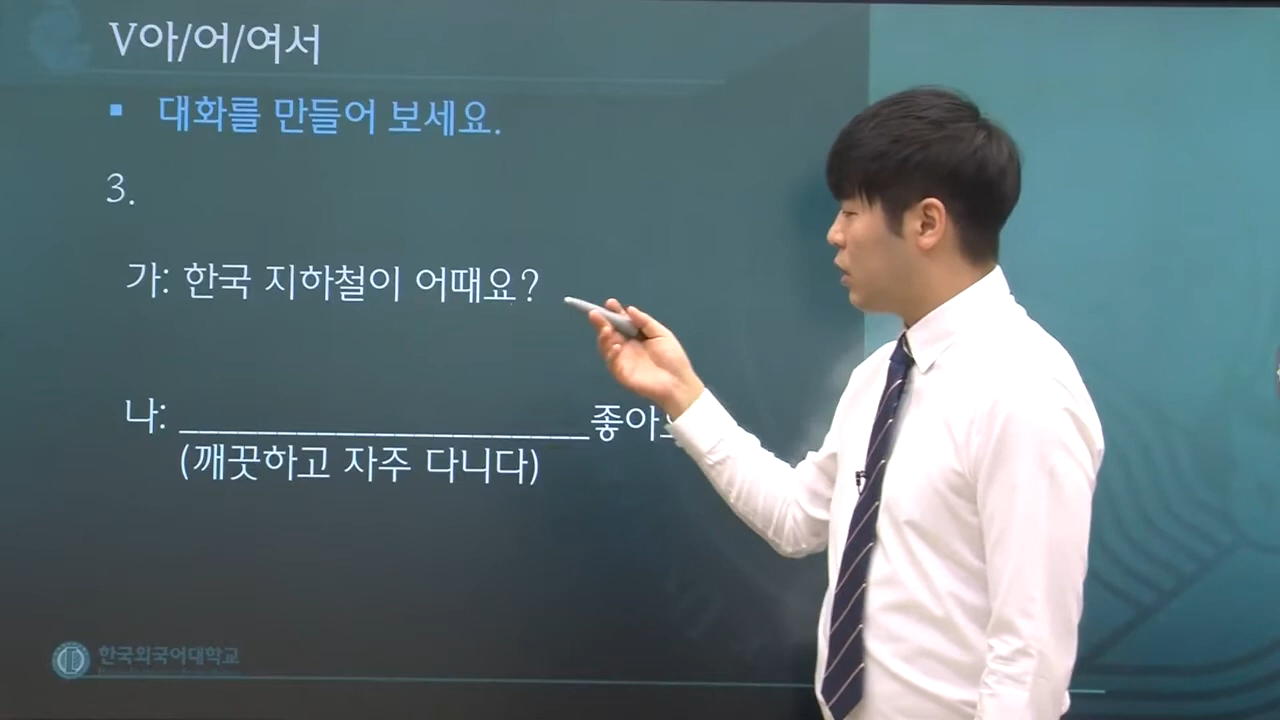 V아/어/여서
▪ 대화를 만들어 보세요.
3.
가: 한국 지하철이 어때요?
나: _____________________좋아
(깨끗하고 자주 다니다)
한국외국어대학교